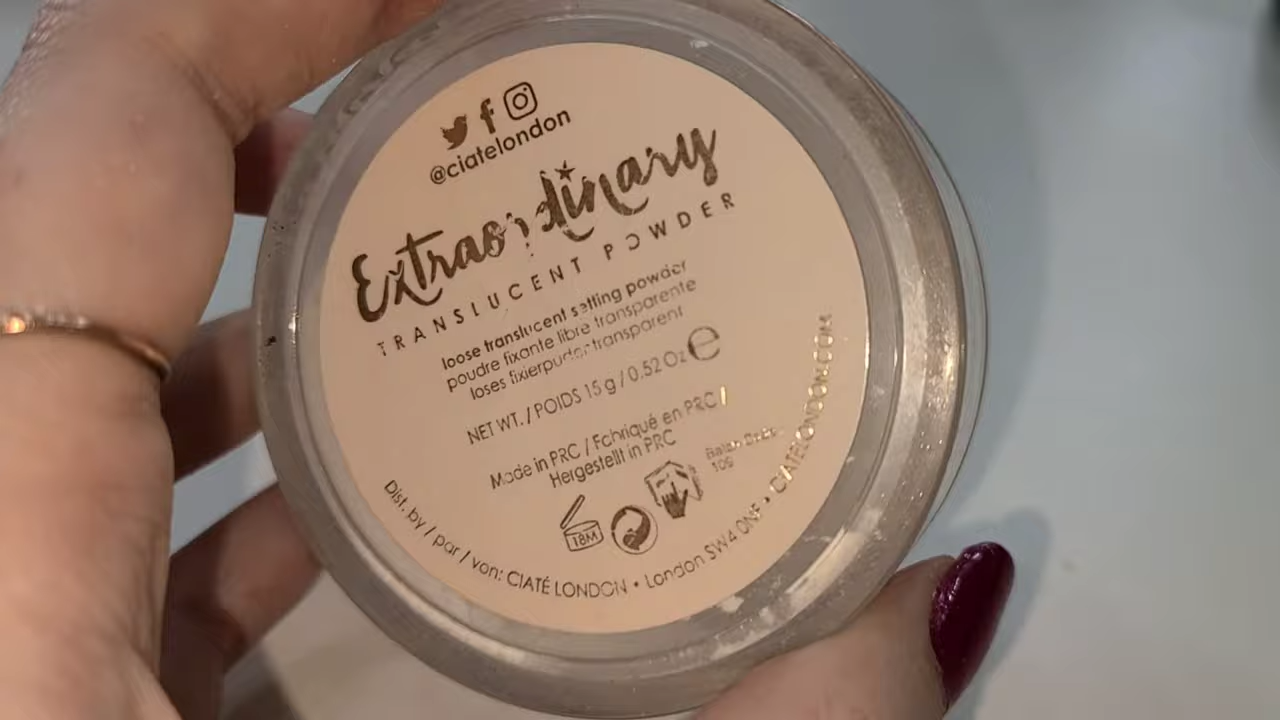 @ciatelondon
Extraordinary
TRANSLUCENT POWDER
loose translucent setting powder
poudre fixante libre transparente
loses fixierpuder transparent
NET WT. / POIDS 15 g / 0.52 Oz e
Made in PRC / Fabriqué en PRC /
Hergestellt in PRC
18M
Dist. by / par / von: CIATÉ LONDON • London SW4 0NF • CIATELONDON.COM